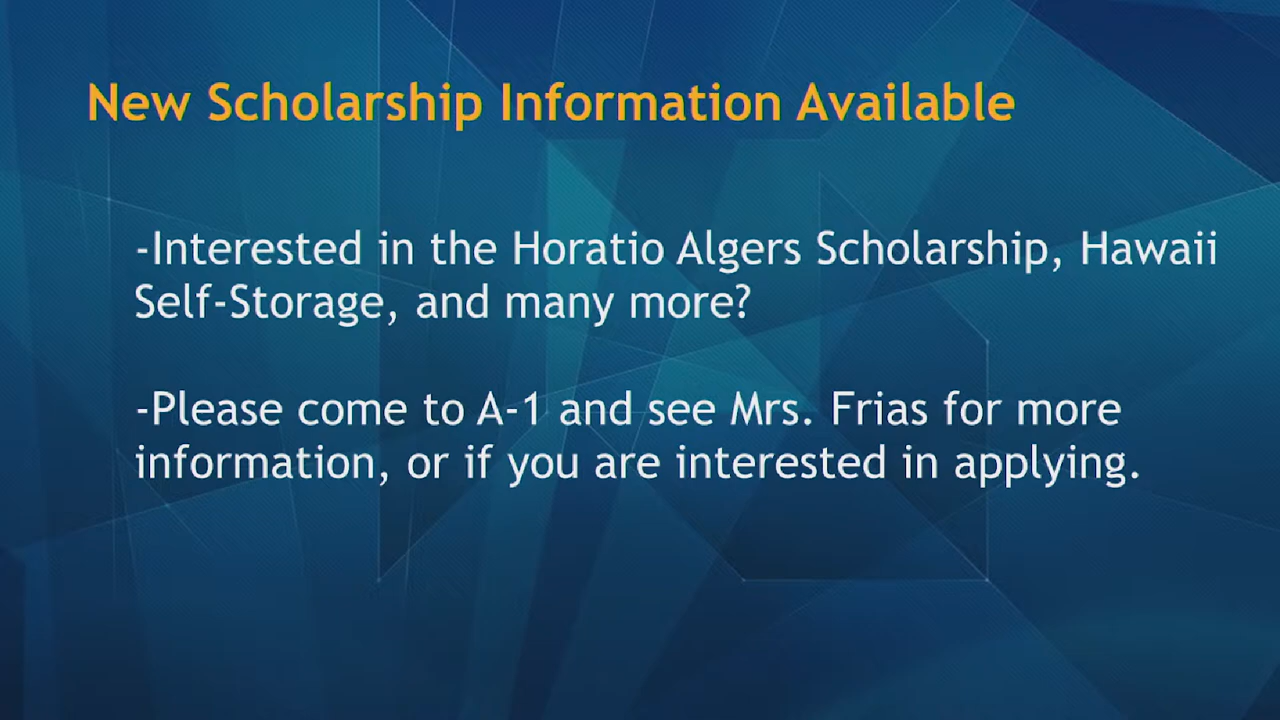 New Scholarship Information Available
-Interested in the Horatio Algers Scholarship, Hawaii
Self-Storage, and many more?
-Please come to A-1 and see Mrs. Frias for more
information, or if you are interested in applying.